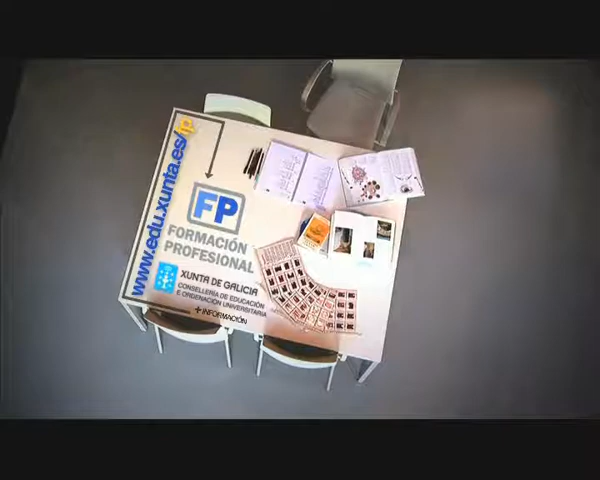 www.edu.xunta.es/fp
FP
FORMACIÓN
PROFESIONAL
XUNTA DE GALICIA
CONSELLERÍA DE EDUCACIÓN
E ORDENACIÓN UNIVERSITARIA
+ INFORMACIÓN